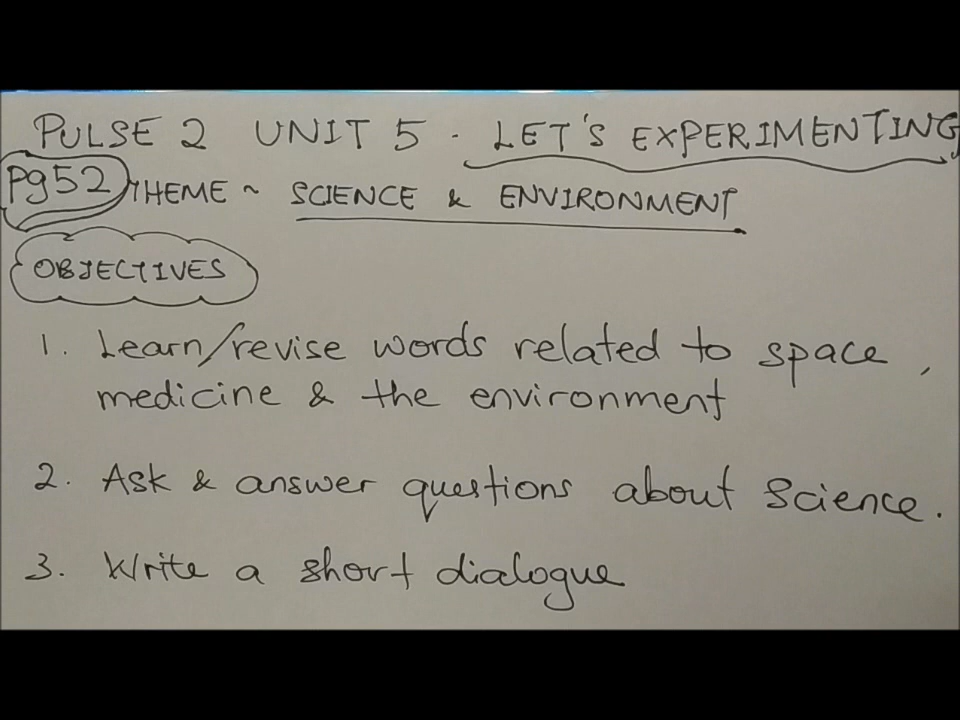 PULSE 2 UNIT 5 - LET'S EXPERIMENTING
Pg52 THEME ~ SCIENCE & ENVIRONMENT
OBJECTIVES
1. Learn/revise words related to space,
medicine & the environment
2. Ask & answer questions about Science.
3. Write a short dialogue